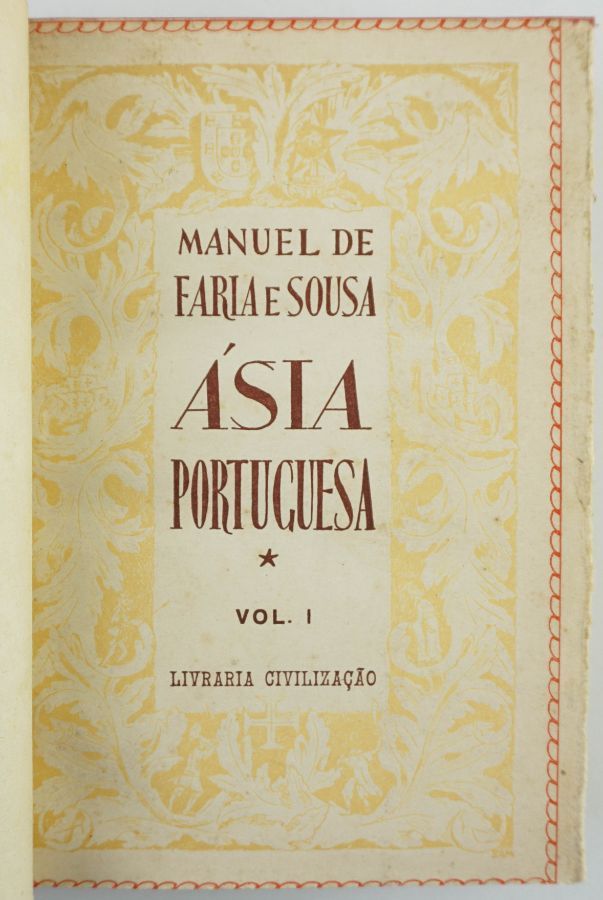 MANUEL DE
FARIA E SOUSA
ÁSIA
PORTUGUESA
*
VOL. I
LIVRARIA CIVILIZAÇÃO